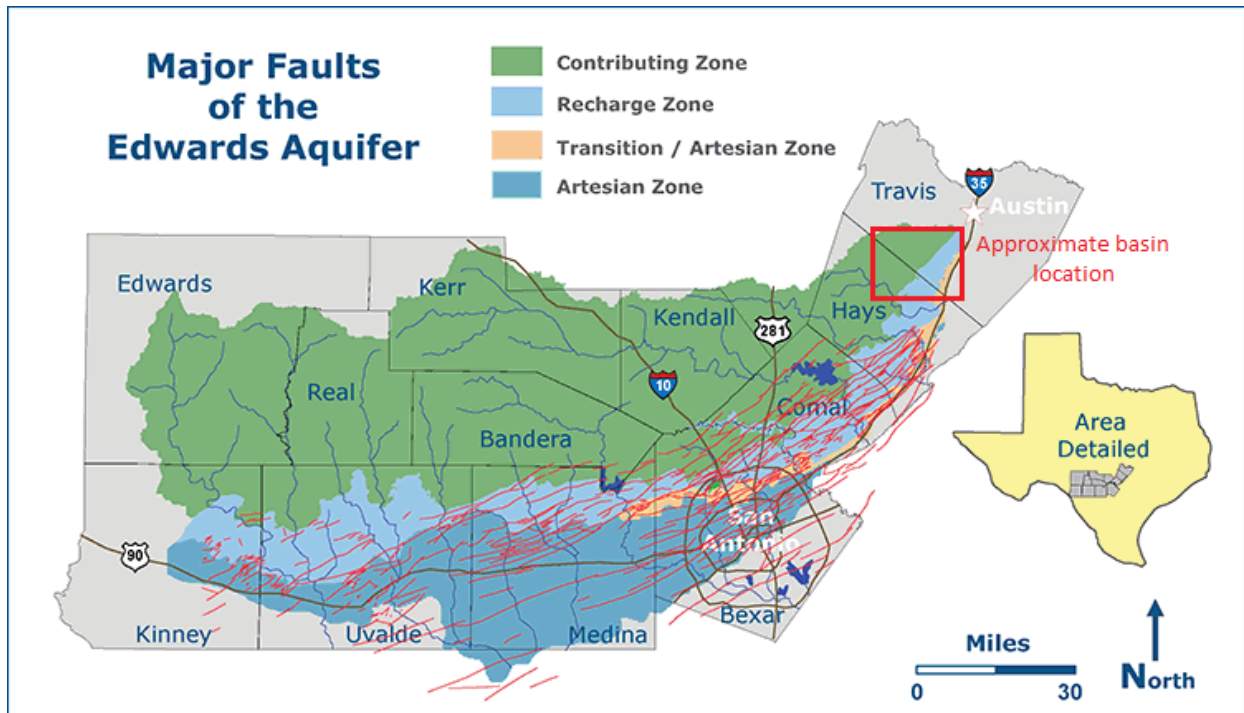 Major Faults
of the
Edwards Aquifer
Contributing Zone
Recharge Zone
Transition / Artesian Zone
Artesian Zone
Travis
35
Austin
Approximate basin
location
Edwards
Kerr
Kendall
281
Hays
10
Real
Comal
Bandera
Area
Detailed
San
Antonio
90
Bexar
Kinney
Uvalde
Medina
Miles
0
30
North